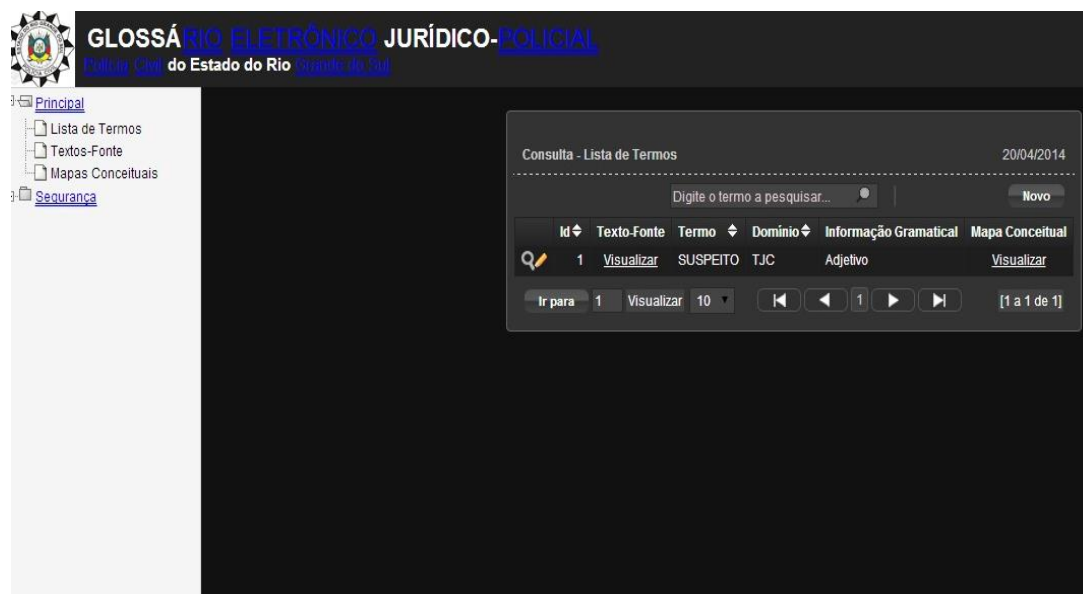 GLOSSÁRIO ELETRÔNICO JURÍDICO-POLICIAL
Polícia Civil do Estado do Rio Grande do Sul
Principal
Lista de Termos
Textos-Fonte
Mapas Conceituais
Segurança
Consulta - Lista de Termos 20/04/2014
Digite o termo a pesquisar... Novo
Id Texto-Fonte Termo Domínio Informação Gramatical Mapa Conceitual
1 Visualizar SUSPEITO TJC Adjetivo Visualizar
Ir para 1 Visualizar 10 1 [1 a 1 de 1]